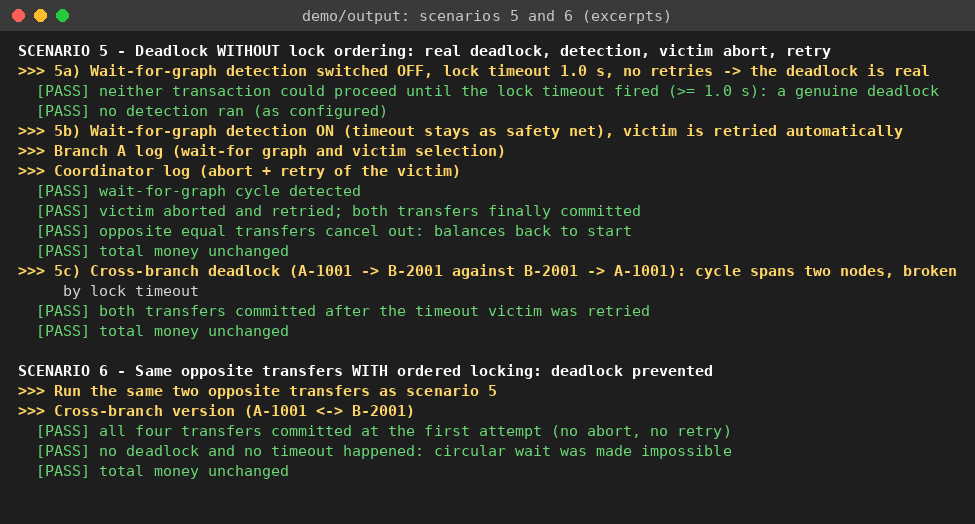 demo/output: scenarios 5 and 6 (excerpts)
SCENARIO 5 - Deadlock WITHOUT lock ordering: real deadlock, detection, victim abort, retry
>>> 5a) Wait-for-graph detection switched OFF, lock timeout 1.0 s, no retries -> the deadlock is real
[PASS] neither transaction could proceed until the lock timeout fired (>= 1.0 s): a genuine deadlock
[PASS] no detection ran (as configured)
>>> 5b) Wait-for-graph detection ON (timeout stays as safety net), victim is retried automatically
>>> Branch A log (wait-for graph and victim selection)
>>> Coordinator log (abort + retry of the victim)
[PASS] wait-for-graph cycle detected
[PASS] victim aborted and retried; both transfers finally committed
[PASS] opposite equal transfers cancel out: balances back to start
[PASS] total money unchanged
>>> 5c) Cross-branch deadlock (A-1001 -> B-2001 against B-2001 -> A-1001): cycle spans two nodes, broken
by lock timeout
[PASS] both transfers committed after the timeout victim was retried
[PASS] total money unchanged
SCENARIO 6 - Same opposite transfers WITH ordered locking: deadlock prevented
>>> Run the same two opposite transfers as scenario 5
>>> Cross-branch version (A-1001 <-> B-2001)
[PASS] all four transfers committed at the first attempt (no abort, no retry)
[PASS] no deadlock and no timeout happened: circular wait was made impossible
[PASS] total money unchanged